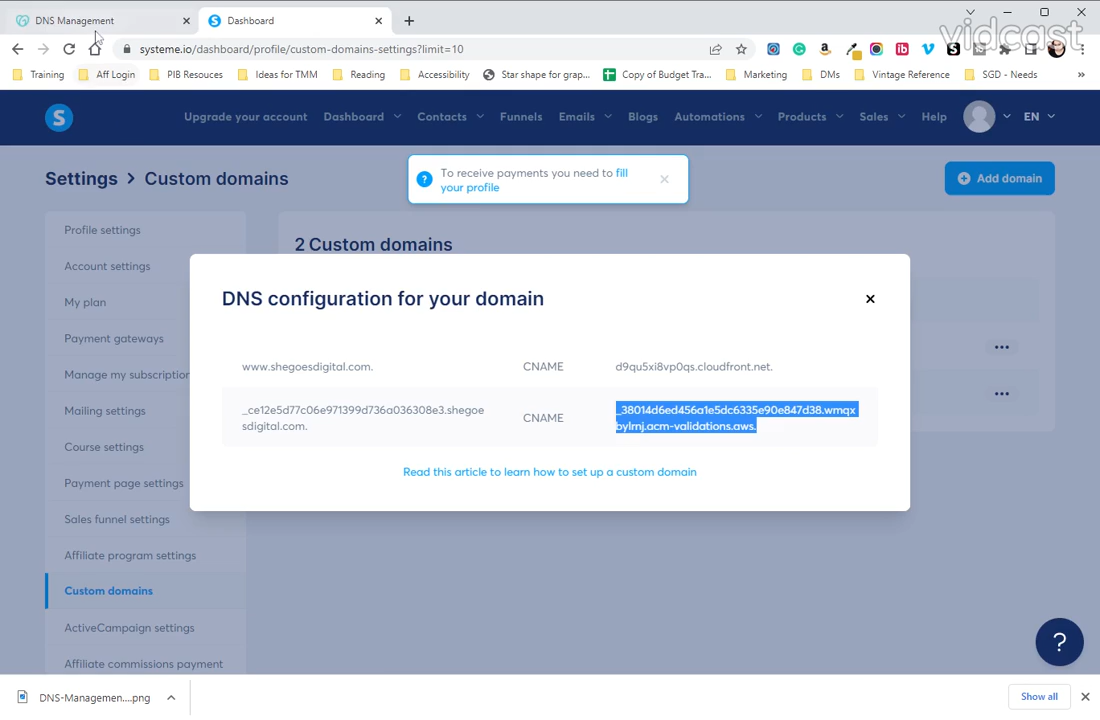 DNS Management
Dashboard
vidcast
systeme.io/dashboard/profile/custom-domains-settings?limit=10
Training
Aff Login
PIB Resouces
Ideas for TMM
Reading
Accessibility
Star shape for grap...
Copy of Budget Tra...
Marketing
DMs
Vintage Reference
SGD - Needs
»
S
Upgrade your account
Dashboard
Contacts
Funnels
Emails
Blogs
Automations
Products
Sales
Help
EN
Settings > Custom domains
To receive payments you need to fill
your profile
Add domain
Profile settings
Account settings
My plan
Payment gateways
Manage my subscription
Mailing settings
Course settings
Payment page settings
Sales funnel settings
Affiliate program settings
Custom domains
ActiveCampaign settings
Affiliate commissions payment
2 Custom domains
DNS configuration for your domain
www.shegoesdigital.com. CNAME d9qu5xi8vp0qs.cloudfront.net.
_ce12e5d77c06e971399d736a036308e3.shegoe
sdigital.com.
CNAME
_38014d6ed456a1e5dc6335e90e847d38.wmqx
bylrnj.acm-validations.aws.
Read this article to learn how to set up a custom domain
?
DNS-Managemen....png
Show all